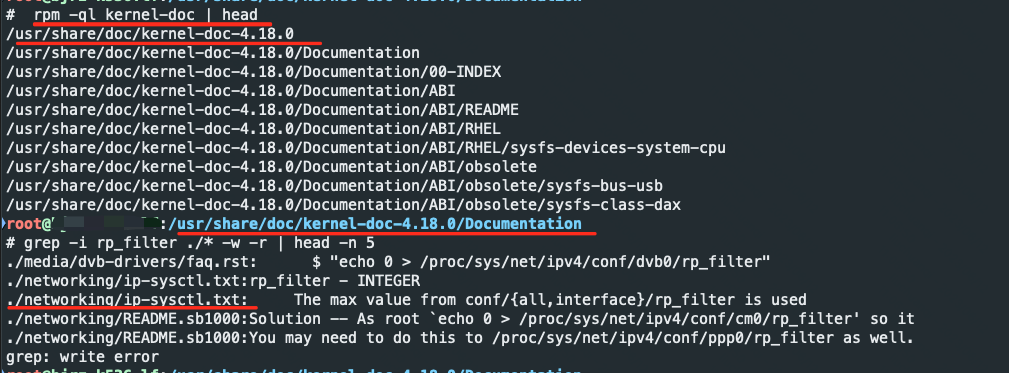 #  rpm -ql kernel-doc | head
/usr/share/doc/kernel-doc-4.18.0
/usr/share/doc/kernel-doc-4.18.0/Documentation
/usr/share/doc/kernel-doc-4.18.0/Documentation/00-INDEX
/usr/share/doc/kernel-doc-4.18.0/Documentation/ABI
/usr/share/doc/kernel-doc-4.18.0/Documentation/ABI/README
/usr/share/doc/kernel-doc-4.18.0/Documentation/ABI/RHEL
/usr/share/doc/kernel-doc-4.18.0/Documentation/ABI/RHEL/sysfs-devices-system-cpu
/usr/share/doc/kernel-doc-4.18.0/Documentation/ABI/obsolete
/usr/share/doc/kernel-doc-4.18.0/Documentation/ABI/obsolete/sysfs-bus-usb
/usr/share/doc/kernel-doc-4.18.0/Documentation/ABI/obsolete/sysfs-class-dax
root@ :/usr/share/doc/kernel-doc-4.18.0/Documentation
# grep -i rp_filter ./* -w -r | head -n 5
./media/dvb-drivers/faq.rst:      $ "echo 0 > /proc/sys/net/ipv4/conf/dvb0/rp_filter"
./networking/ip-sysctl.txt:rp_filter - INTEGER
./networking/ip-sysctl.txt:     The max value from conf/{all,interface}/rp_filter is used
./networking/README.sb1000:Solution -- As root `echo 0 > /proc/sys/net/ipv4/conf/cm0/rp_filter' so it
./networking/README.sb1000:You may need to do this to /proc/sys/net/ipv4/conf/ppp0/rp_filter as well.
grep: write error